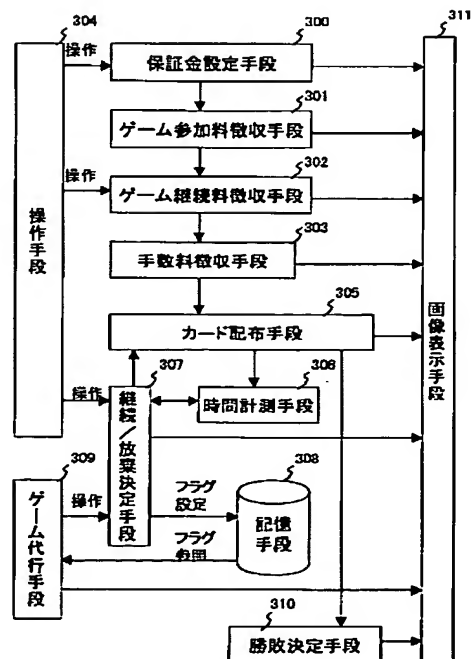 304
311
300
操作
保証金設定手段
301
ゲーム参加料徴収手段
操作
302
ゲーム継続料徴収手段
303
手数料徴収手段
操作手段
305
カード配布手段
画像表示手段
307
306
操作
時間計測手段
継続／放棄決定手段
309
308
操作
フラグ
設定
記憶
手段
フラグ
参照
ゲーム代行手段
310
勝敗決定手段